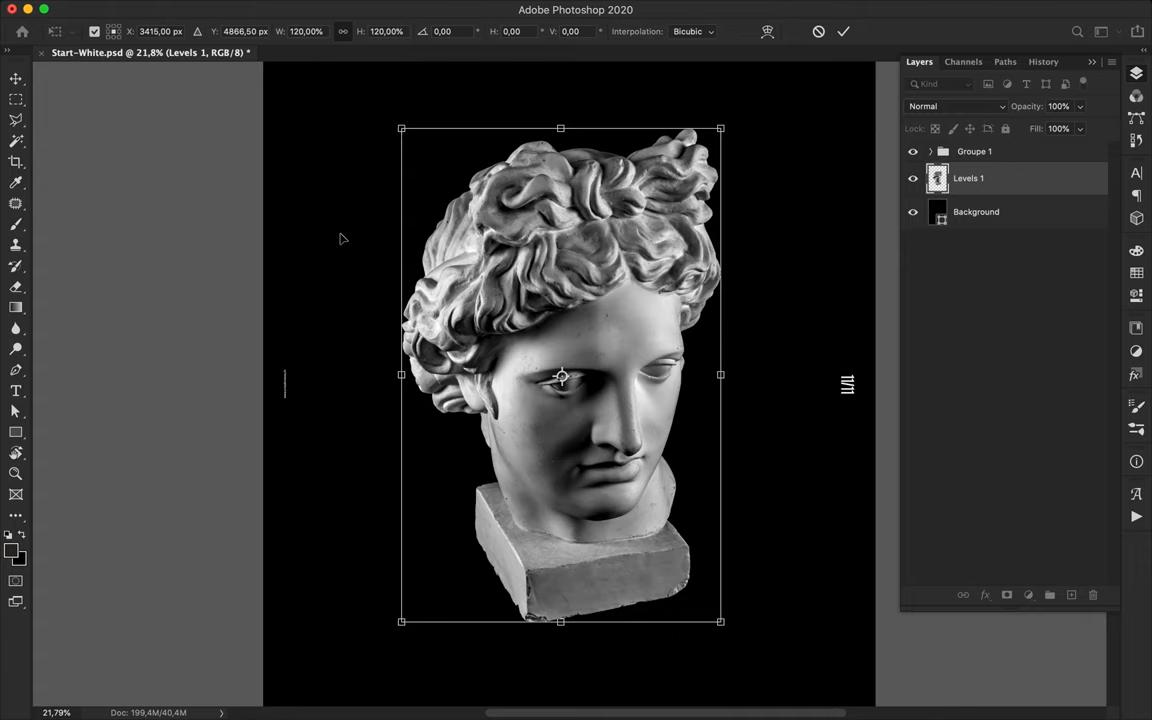 Adobe Photoshop 2020
X: 3415,00 px Y: 4866,50 px W: 120,00% H: 120,00% 0,00 H: 0,00 V: 0,00 Interpolation: Bicubic
Start-White.psd @ 21,8% (Levels 1, RGB/8) *
Layers Channels Paths History
Kind
Normal Opacity: 100%
Lock: Fill: 100%
Groupe 1
Levels 1
Background
21,79% Doc: 199,4M/40,4M